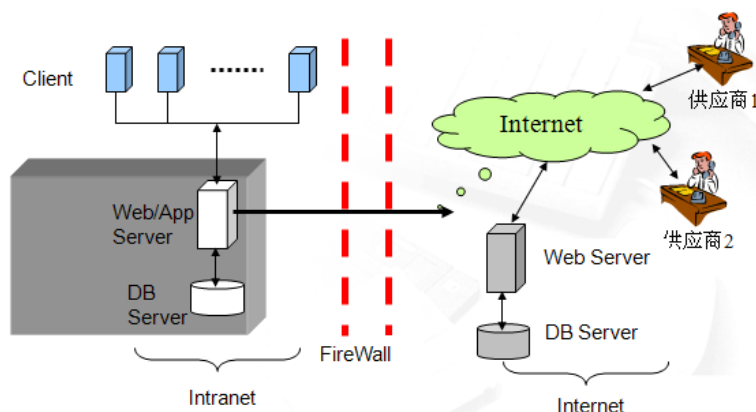 Client
Internet
供应商1
供应商2
Web/App
Server
DB
Server
Web Server
DB Server
FireWall
Intranet
Internet